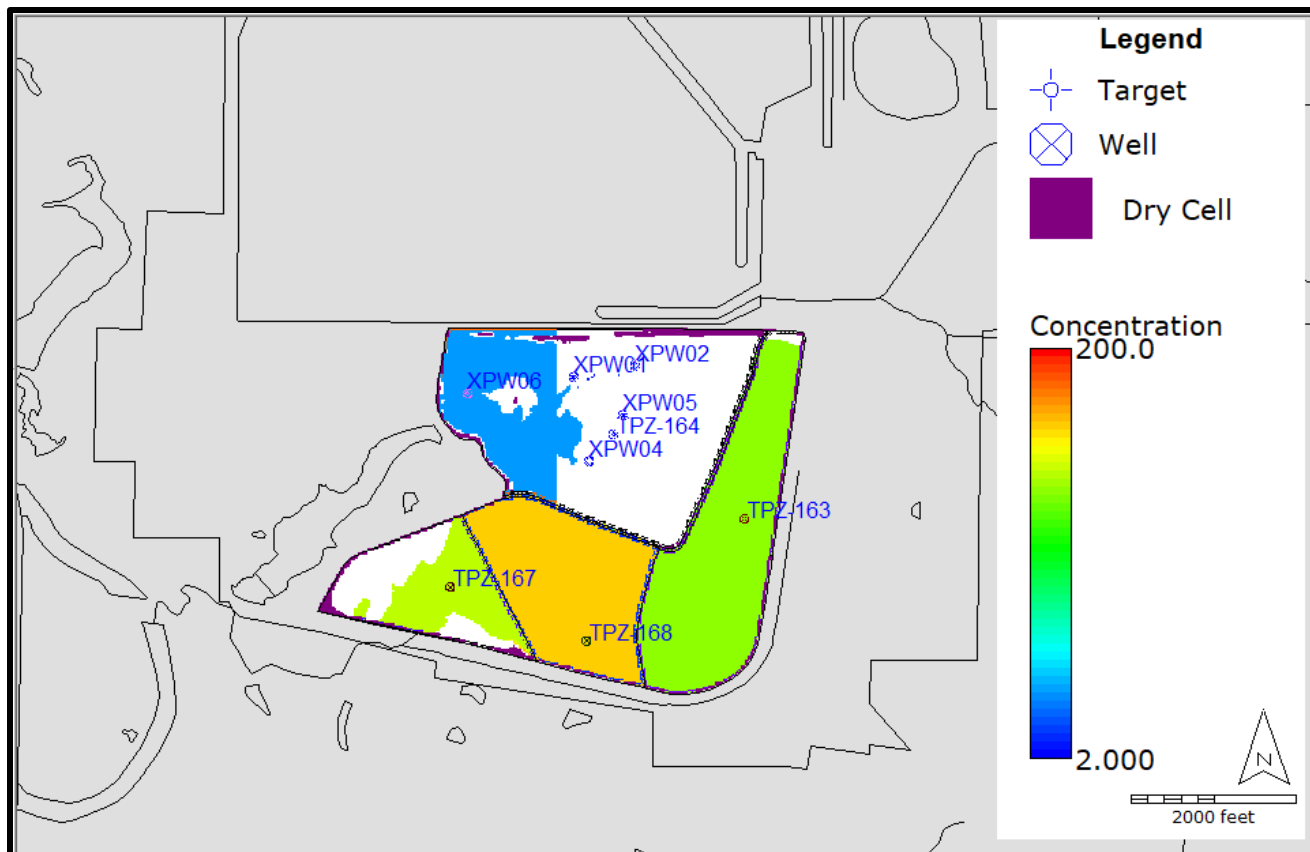 Legend
Target
Well
Dry Cell
Concentration
200.0
2.000
N
2000 feet
XPW02
XPW01
XPW06
XPW05
TPZ-164
XPW04
TPZ-163
TPZ-167
TPZ-168